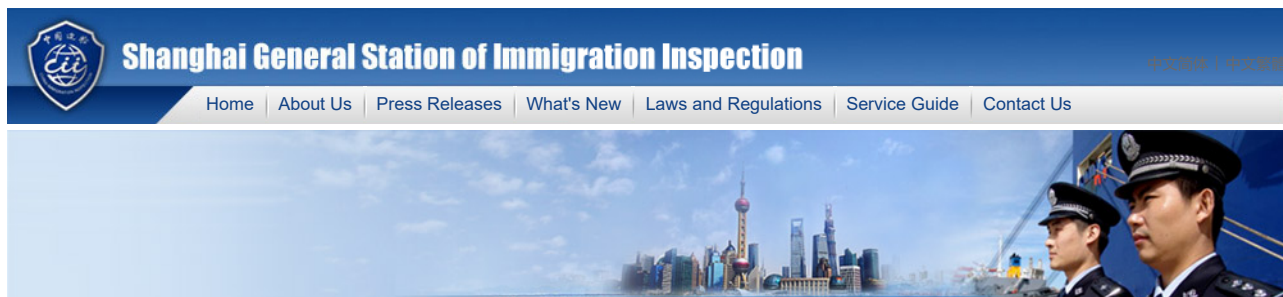 Shanghai General Station of Immigration Inspection
Home
About Us
Press Releases
What's New
Laws and Regulations
Service Guide
Contact Us